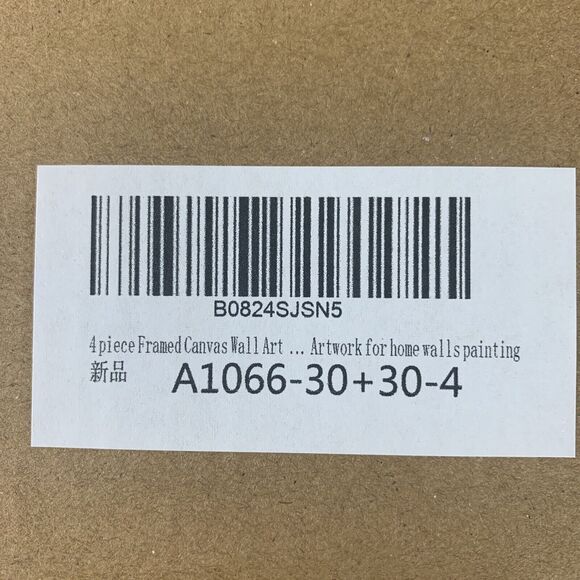 B0824SJSN5
4 piece Framed Canvas Wall Art ... Artwork for home walls painting
新品 A1066-30+30-4